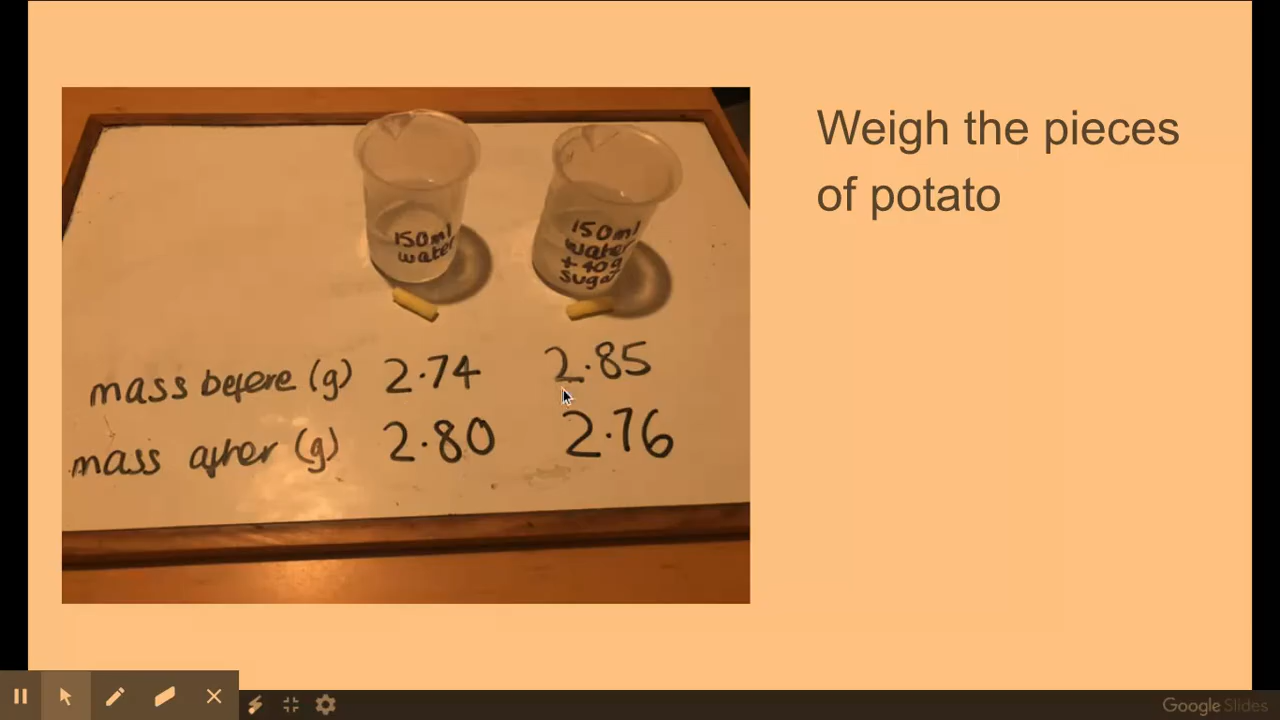 Weigh the pieces
of potato
150ml
water
150ml
water
+ 40g
sugar
mass before (g) 2.74 2.85
mass after (g) 2.80 2.76
Google Slides